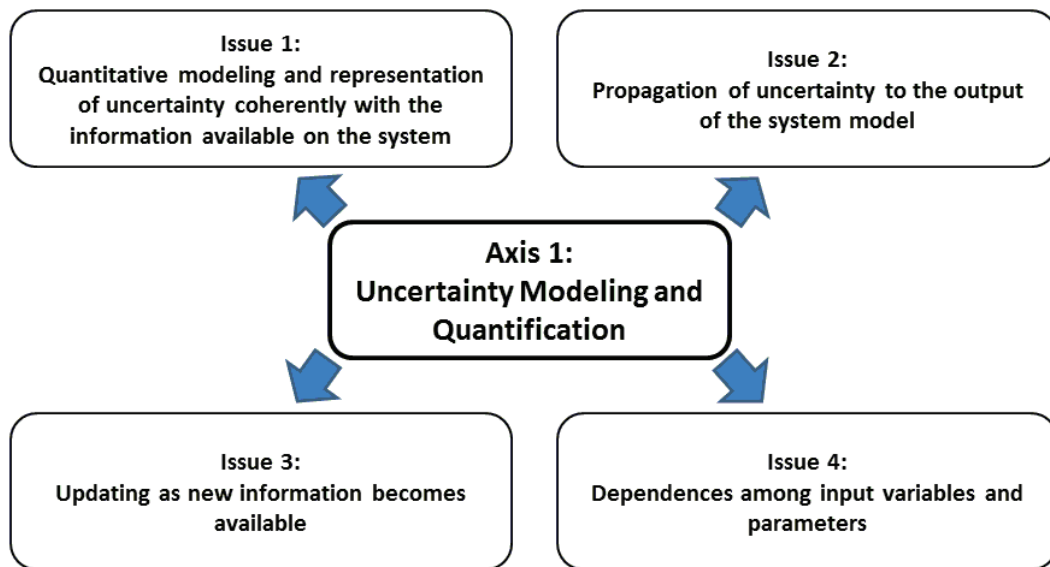 Issue 1:
Quantitative modeling and representation
of uncertainty coherently with the
information available on the system
Issue 2:
Propagation of uncertainty to the output
of the system model
Axis 1:
Uncertainty Modeling and
Quantification
Issue 3:
Updating as new information becomes
available
Issue 4:
Dependences among input variables and
parameters